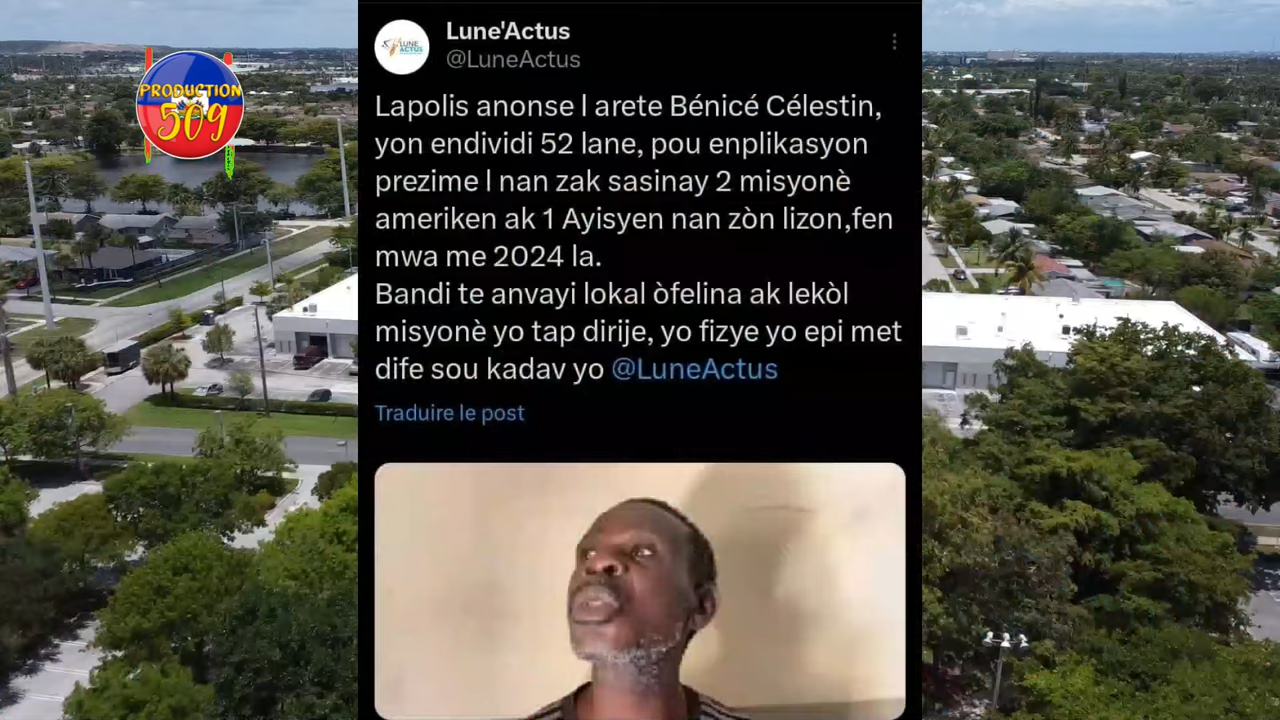 PRODUCTION
509
LUNE
ACTUS
Lune'Actus
@LuneActus
Lapolis anonse l arete Bénicé Célestin,
yon endividi 52 lane, pou enplikasyon
prezime l nan zak sasinay 2 misyonè
ameriken ak 1 Ayisyen nan zòn lizon,fen
mwa me 2024 la.
Bandi te anvayi lokal òfelina ak lekòl
misyonè yo tap dirije, yo fizye yo epi met
dife sou kadav yo @LuneActus
Traduire le post